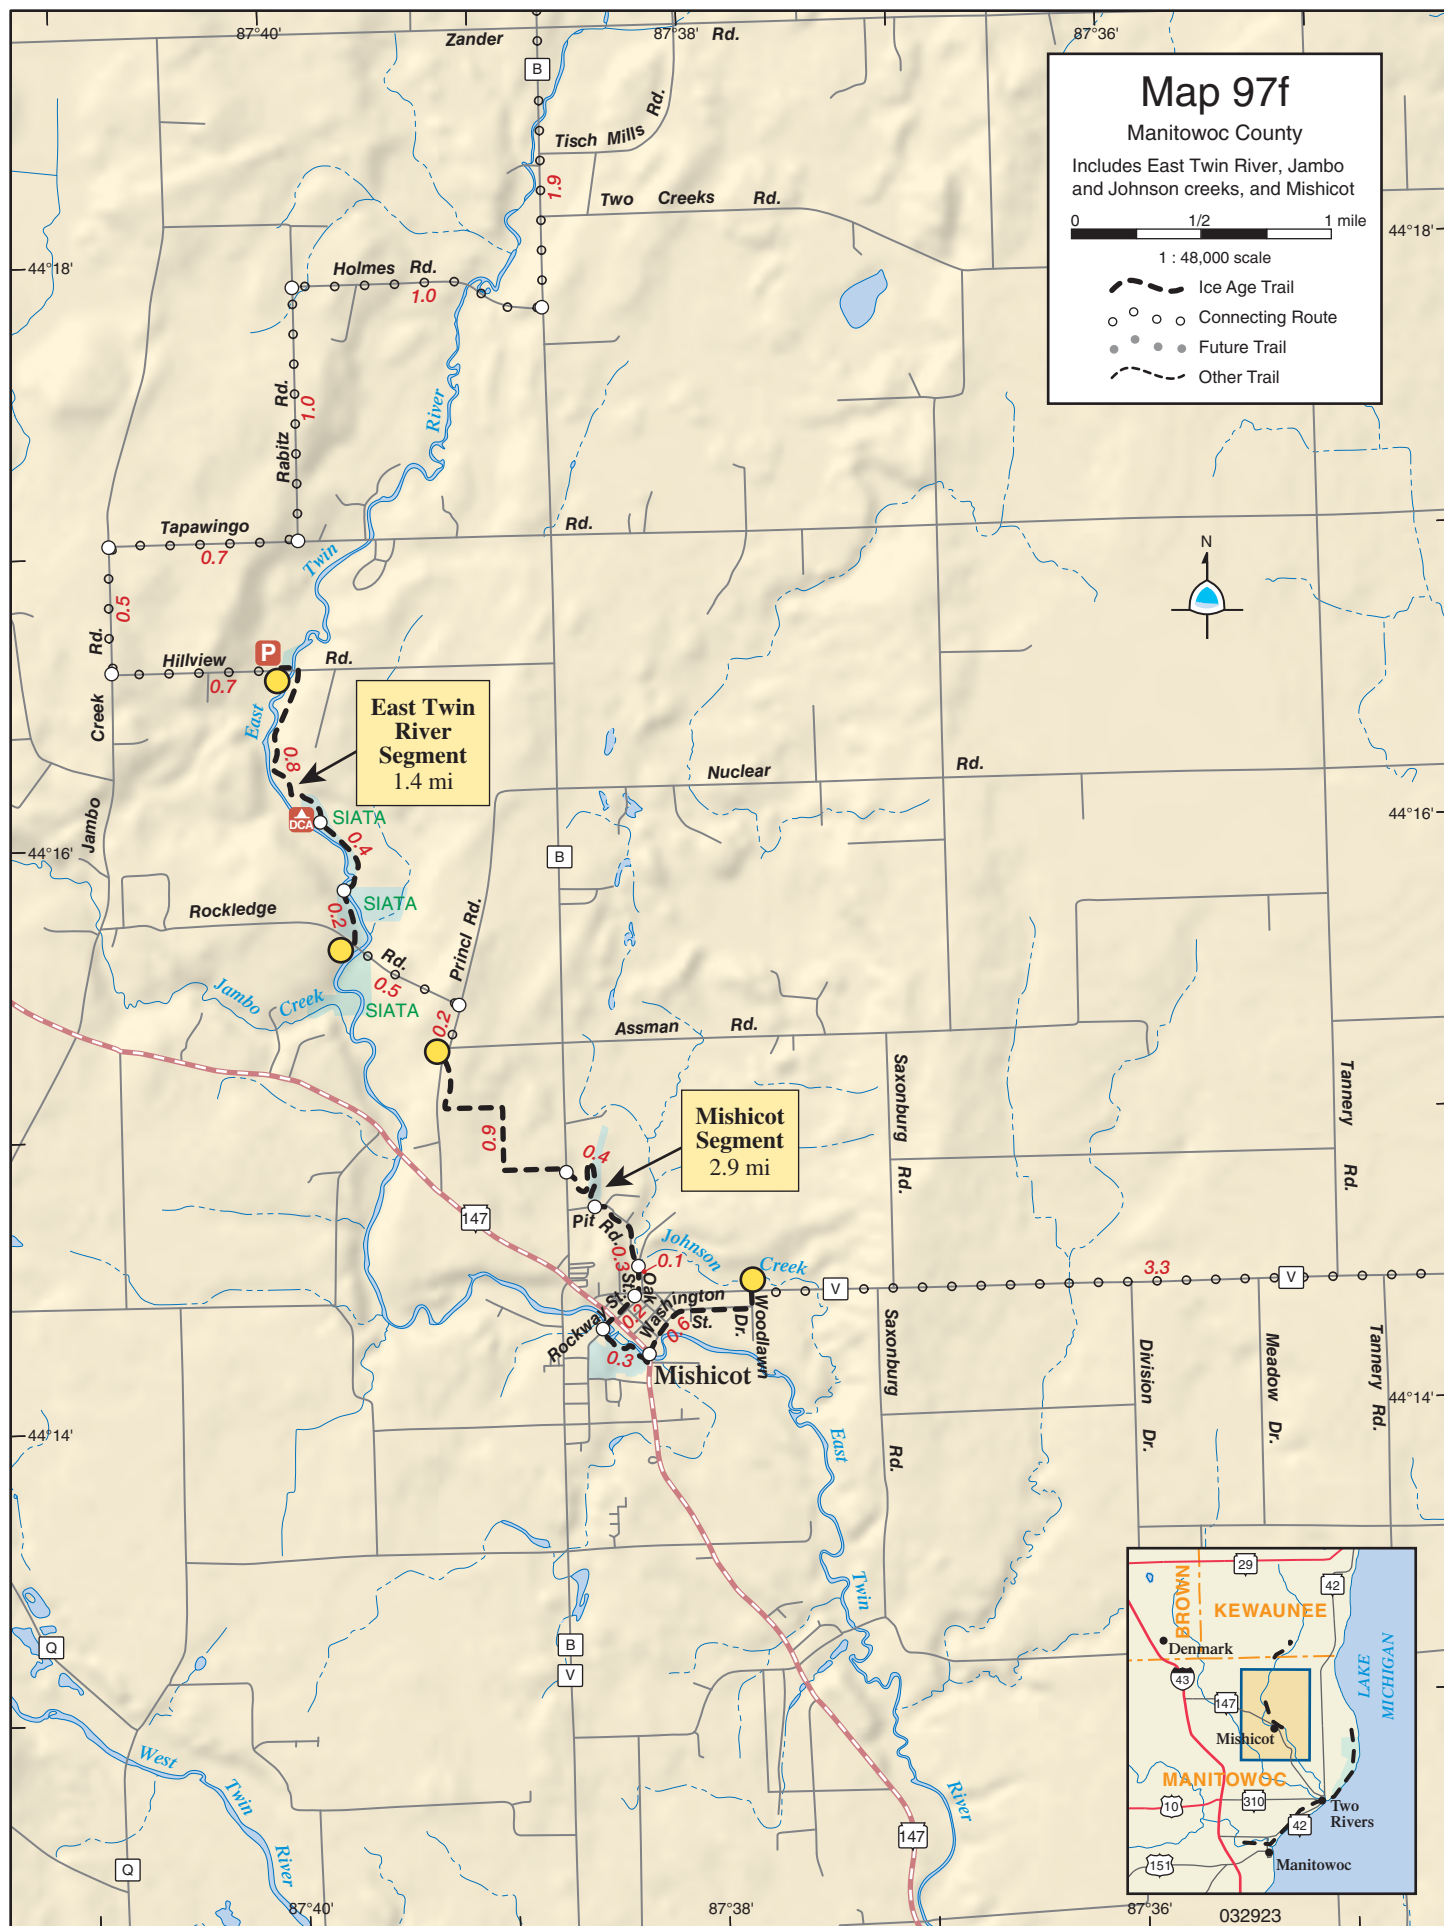 87°40'
Zander
87°38'
Rd.
87°36'
B
Map 97f
Manitowoc County
Includes East Twin River, Jambo
and Johnson creeks, and Mishicot
0 1/2 1 mile
1 : 48,000 scale
Ice Age Trail
Connecting Route
Future Trail
Other Trail
Tisch Mills Rd.
1.9
Two Creeks Rd.
44°18'
44°18'
Holmes Rd.
1.0
River
Rabitz Rd.
1.0
Tapawingo
Rd.
0.7
Twin
N
0.5
P
Hillview
Rd.
0.7
Creek Rd.
East
East Twin
River
Segment
1.4 mi
0.8
Nuclear
Rd.
Jambo
DCA
SIATA
44°16'
44°16'
0.4
B
SIATA
Rockledge
0.2
Rd.
Princl Rd.
0.5
Jambo Creek
SIATA
0.2
Assman Rd.
Saxonburg Rd.
Tannery Rd.
Mishicot
Segment
2.9 mi
0.9
0.4
147
Pit Rd.
0.3
Johnson Creek
0.1
3.3
V
V
St.
Oak
Washington
St.
Rockway St.
0.2
0.6
Dr.
Woodlawn
0.3
Mishicot
Saxonburg Rd.
Division Dr.
Meadow Dr.
Tannery Rd.
44°14'
44°14'
East
Twin
Q
B
V
West
Twin
River
River
147
Q
29
42
BROWN
KEWAUNEE
Denmark
43
147
LAKE
MICHIGAN
Mishicot
MANITOWOC
10
310
Two
Rivers
42
151
Manitowoc
87°40'
87°38'
87°36'
032923